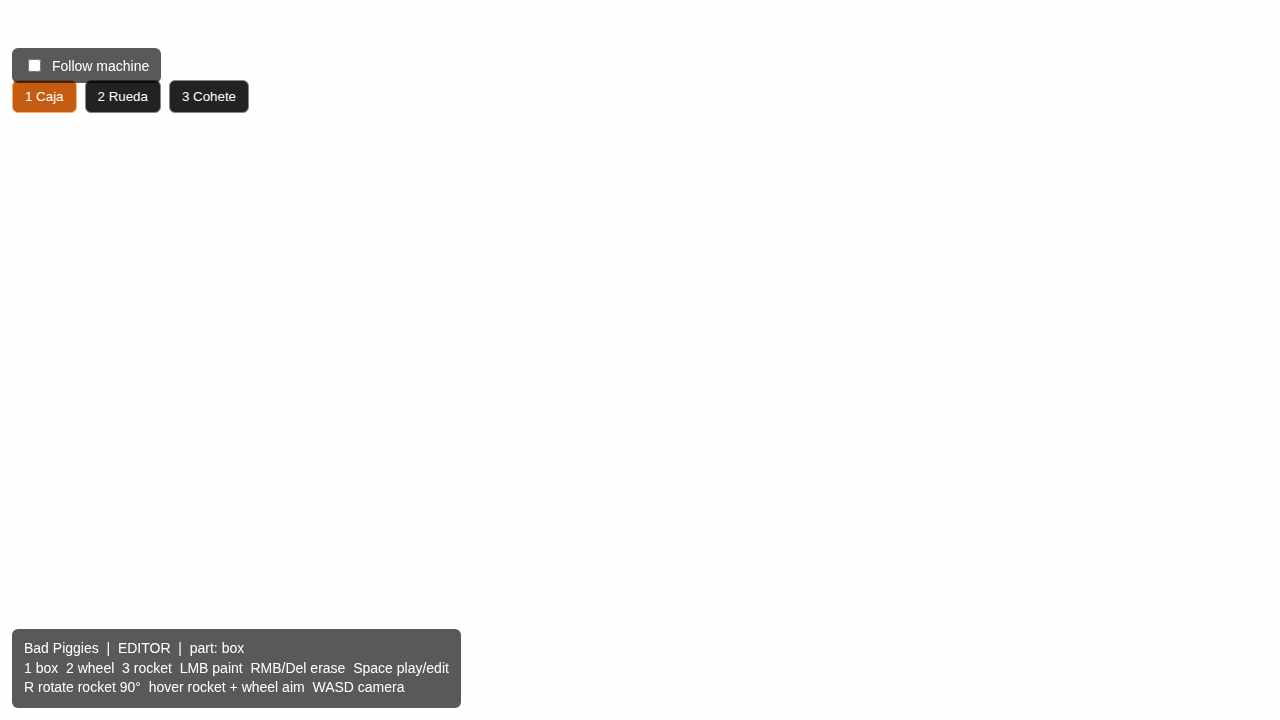 Follow machine
1 Caja 2 Rueda 3 Cohete
Bad Piggies | EDITOR | part: box
1 box 2 wheel 3 rocket LMB paint RMB/Del erase Space play/edit
R rotate rocket 90° hover rocket + wheel aim WASD camera